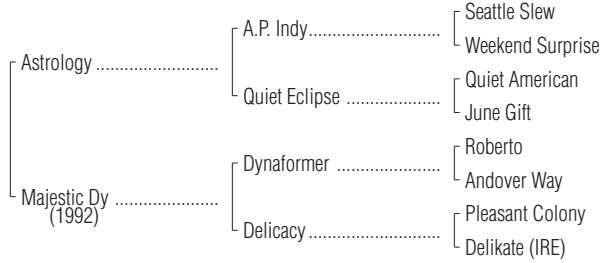 Seattle Slew
A.P. Indy
Weekend Surprise
Astrology
Quiet American
Quiet Eclipse
June Gift
Roberto
Dynaformer
Andover Way
Majestic Dy
(1992)
Pleasant Colony
Delicacy
Delikate (IRE)